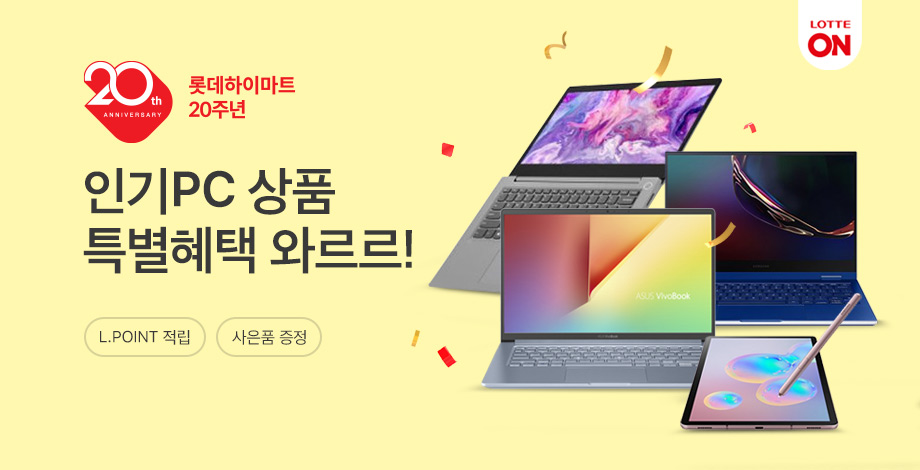 LOTTE
ON
20th
ANNIVERSARY
롯데하이마트
20주년
인기PC 상품
특별혜택 와르르!
L.POINT 적립
사은품 증정
ASUS VivoBook